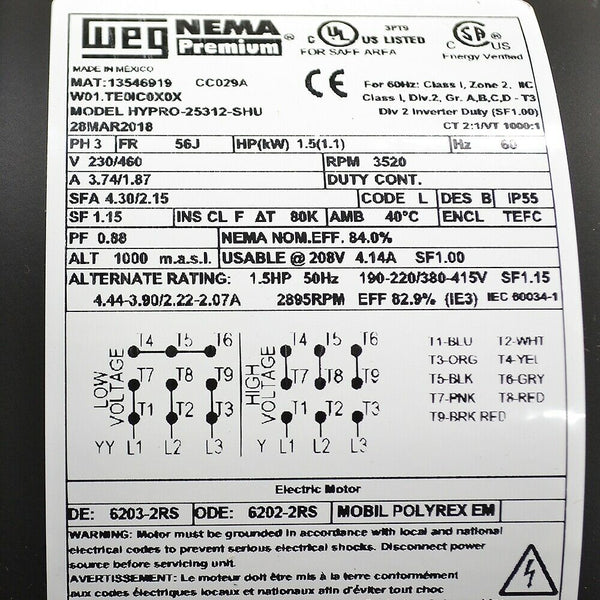 WEG NEMA Premium® c UL US LISTED 3PT9 CSA C US
FOR SAFE AREA Energy Verified
MADE IN MÉXICO
MAT:13546919 CC029A CE For 60Hz: Class I, Zone 2, IIC
W01.TE0IC0X0X Class I, Div.2, Gr. A,B,C,D - T3
MODEL HYPRO-25312-SHU Div 2 Inverter Duty (SF1.00)
28MAR2018 CT 2:1/VT 1000:1
PH 3 FR 56J HP(kW) 1.5(1.1) Hz 60
V 230/460 RPM 3520
A 3.74/1.87 DUTY CONT.
SFA 4.30/2.15 CODE L DES B IP55
SF 1.15 INS CL F ΔT 80K AMB 40°C ENCL TEFC
PF 0.88 NEMA NOM.EFF. 84.0%
ALT 1000 m.a.s.l. USABLE @ 208V 4.14A SF1.00
ALTERNATE RATING: 1.5HP 50Hz 190-220/380-415V SF1.15
4.44-3.90/2.22-2.07A 2895RPM EFF 82.9% (IE3) IEC 60034-1
LOW VOLTAGE
T4 T5 T6
T7 T8 T9
T1 T2 T3
YY L1 L2 L3
HIGH VOLTAGE
T4 T5 T6
T7 T8 T9
T1 T2 T3
Y L1 L2 L3
T1-BLU T2-WHT
T3-ORG T4-YEL
T5-BLK T6-GRY
T7-PNK T8-RED
T9-BRK RED
Electric Motor
DE: 6203-2RS ODE: 6202-2RS MOBIL POLYREX EM
WARNING: Motor must be grounded in accordance with local and national
electrical codes to prevent serious electrical shocks. Disconnect power
source before servicing unit.
AVERTISSEMENT: Le moteur doit être mis à la terre conformément
aux codes électriques locaux et nationaux afin d'éviter tout choc